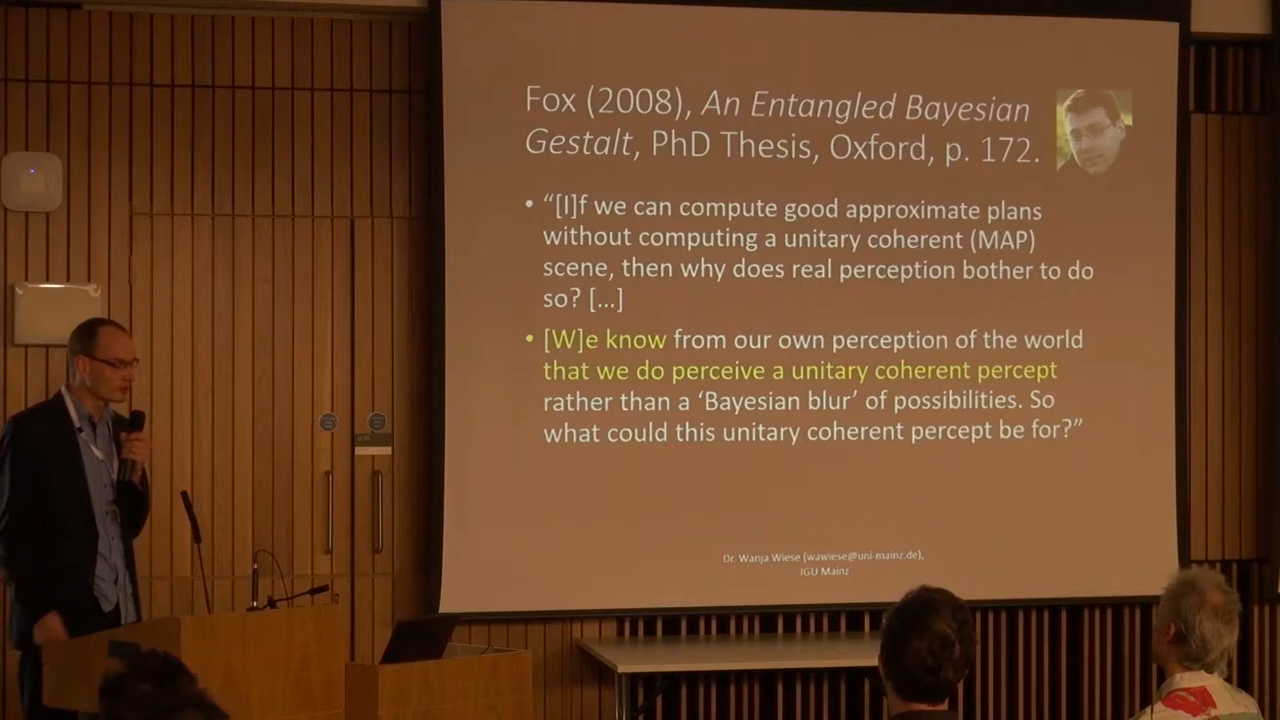 Fox (2008), An Entangled Bayesian
Gestalt, PhD Thesis, Oxford, p. 172.
• “[I]f we can compute good approximate plans
without computing a unitary coherent (MAP)
scene, then why does real perception bother to do
so? [...]
• [W]e know from our own perception of the world
that we do perceive a unitary coherent percept
rather than a ‘Bayesian blur’ of possibilities. So
what could this unitary coherent percept be for?”
Dr. Wanja Wiese (wawiese@uni-mainz.de),
JGU Mainz